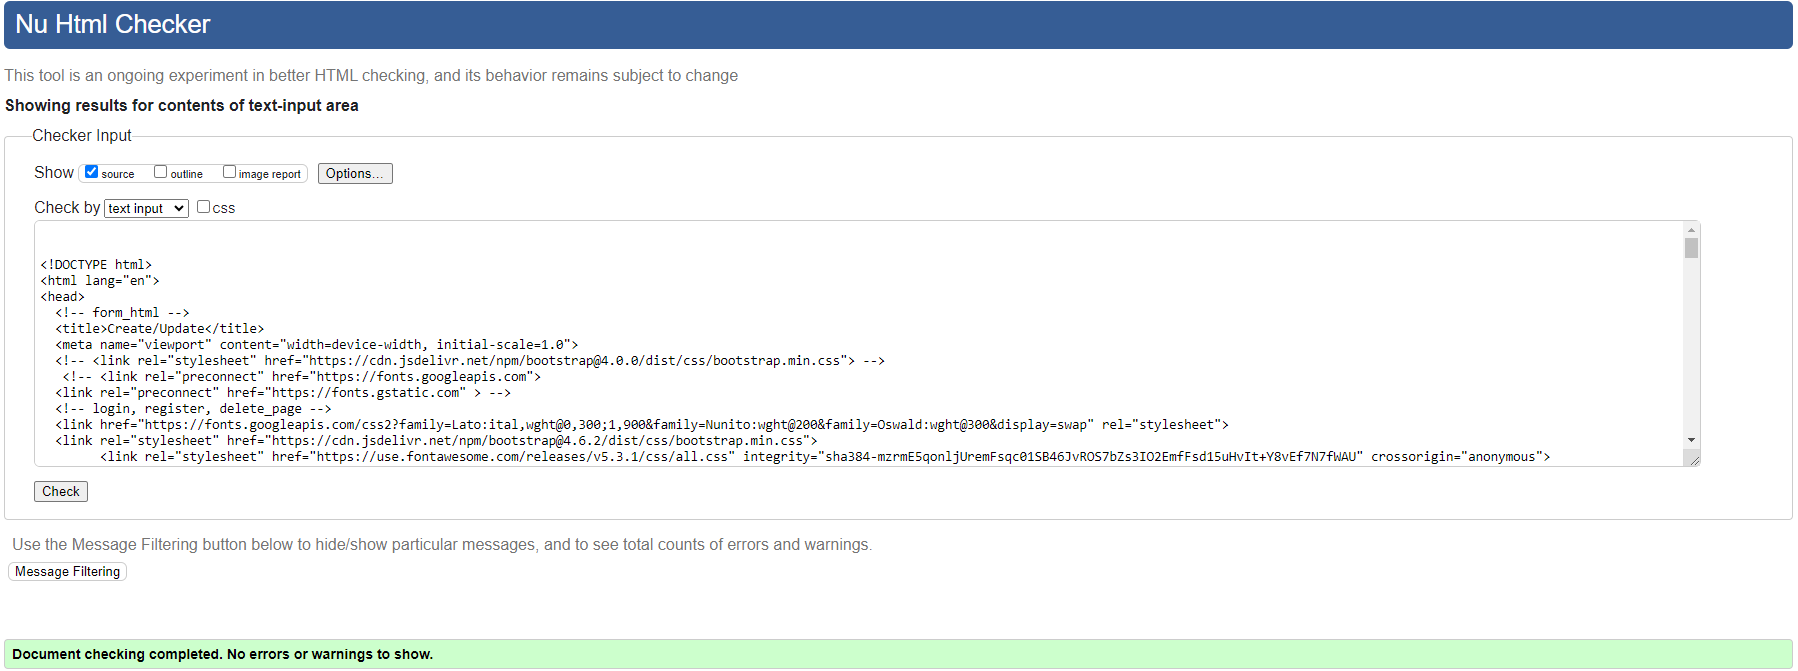 Nu Html Checker
This tool is an ongoing experiment in better HTML checking, and its behavior remains subject to change
Showing results for contents of text-input area
Checker Input
Show source outline image report Options...
Check by text input css
<!DOCTYPE html>
<html lang="en">
<head>
<!-- form_html -->
<title>Create/Update</title>
<meta name="viewport" content="width=device-width, initial-scale=1.0">
<!-- <link rel="stylesheet" href="https://cdn.jsdelivr.net/npm/bootstrap@4.0.0/dist/css/bootstrap.min.css"> -->
<!-- <link rel="preconnect" href="https://fonts.googleapis.com">
<link rel="preconnect" href="https://fonts.gstatic.com" > -->
<!-- login, register, delete_page -->
<link href="https://fonts.googleapis.com/css2?family=Lato:ital,wght@0,300;1,900&family=Nunito:wght@200&family=Oswald:wght@300&display=swap" rel="stylesheet">
<link rel="stylesheet" href="https://cdn.jsdelivr.net/npm/bootstrap@4.6.2/dist/css/bootstrap.min.css">
<link rel="stylesheet" href="https://use.fontawesome.com/releases/v5.3.1/css/all.css" integrity="sha384-mzrmE5qonljUremFsqc01SB46JvROS7bZs3IO2EmfFsd15uHvIt+Y8vEf7N7fWAU" crossorigin="anonymous">
Check
Use the Message Filtering button below to hide/show particular messages, and to see total counts of errors and warnings.
Message Filtering
Document checking completed. No errors or warnings to show.